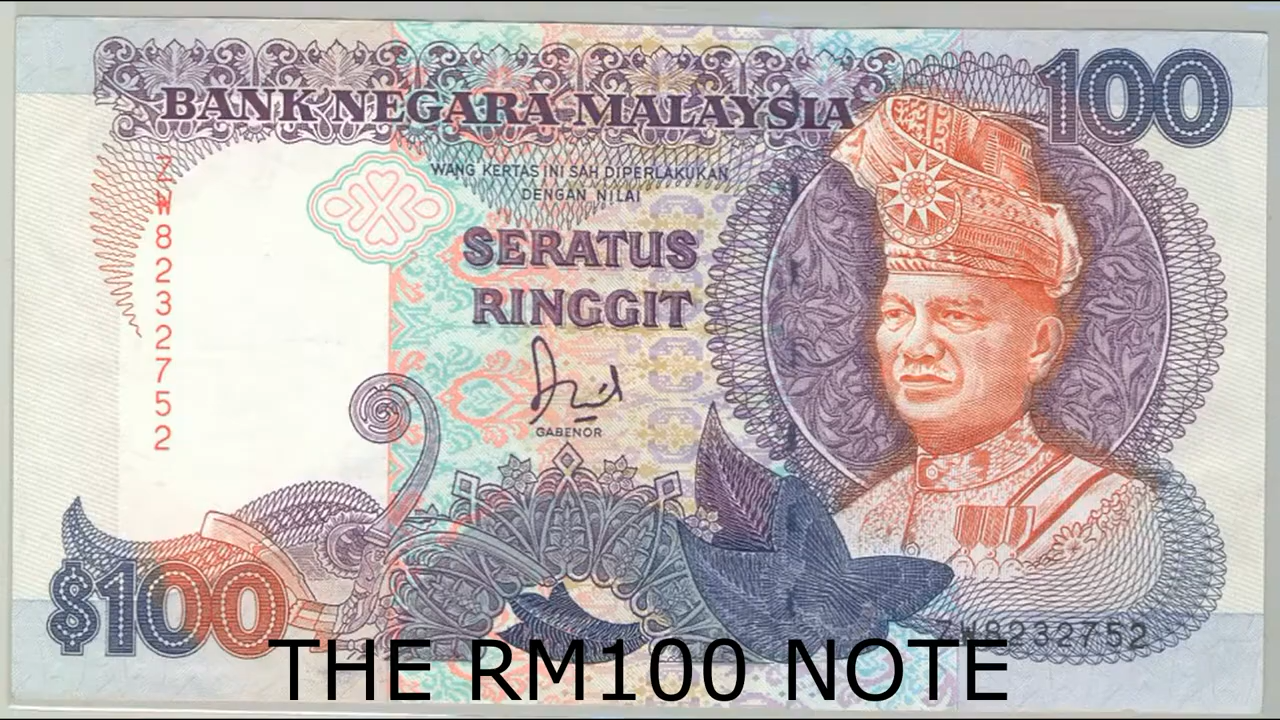 BANK NEGARA MALAYSIA
100
WANG KERTAS INI SAH DIPERLAKUKAN
DENGAN NILAI
SERATUS
RINGGIT
ZW8232752
GABENOR
$100
ZW8232752
THE RM100 NOTE